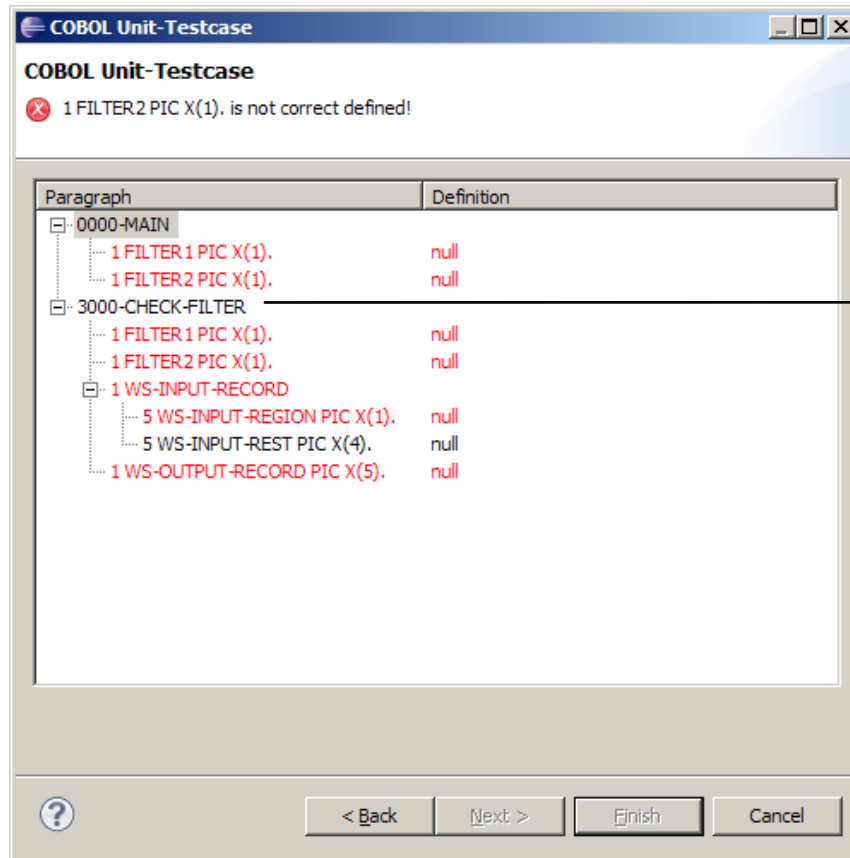 COBOL Unit-Testcase
COBOL Unit-Testcase
1 FILTER2 PIC X(1). is not correct defined!
Paragraph Definition
0000-MAIN
1 FILTER1 PIC X(1). null
1 FILTER2 PIC X(1). null
3000-CHECK-FILTER
1 FILTER1 PIC X(1). null
1 FILTER2 PIC X(1). null
1 WS-INPUT-RECORD
5 WS-INPUT-REGION PIC X(1). null
5 WS-INPUT-REST PIC X(4). null
1 WS-OUTPUT-RECORD PIC X(5). null
? < Back Next > Finish Cancel